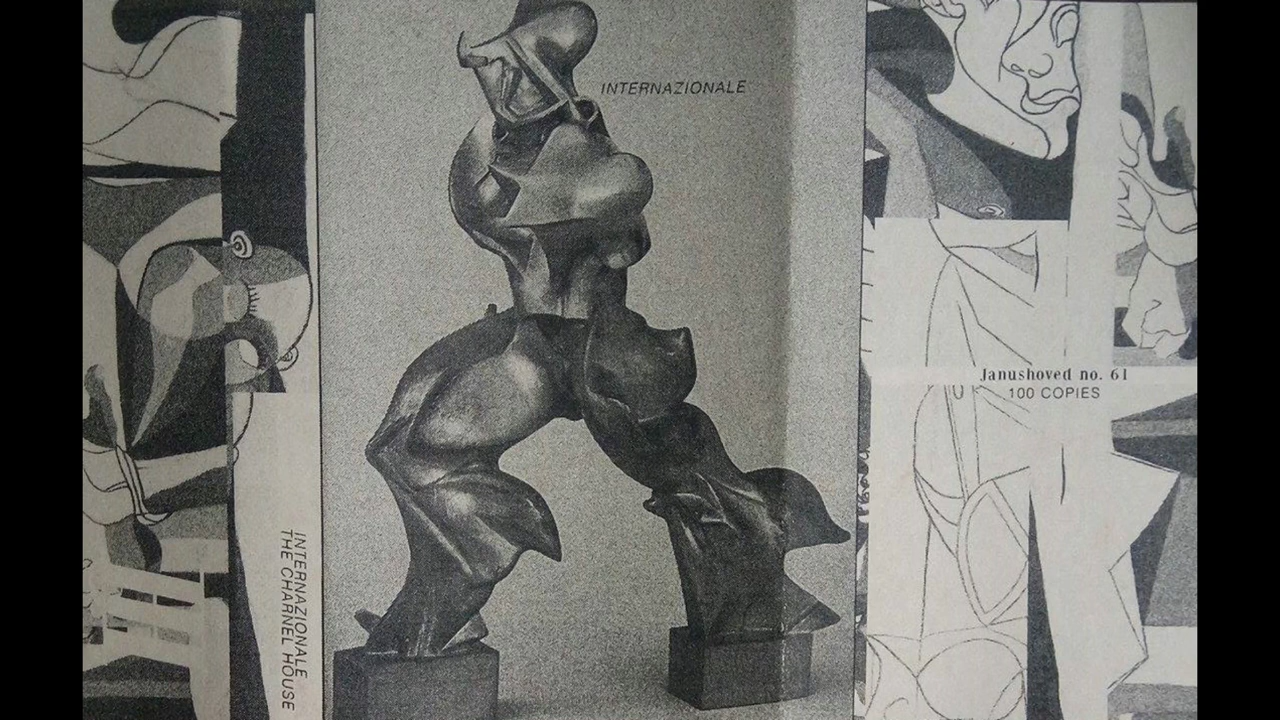 INTERNAZIONALE
THE CHARNEL HOUSE
INTERNAZIONALE
Janushoved no. 61
100 COPIES